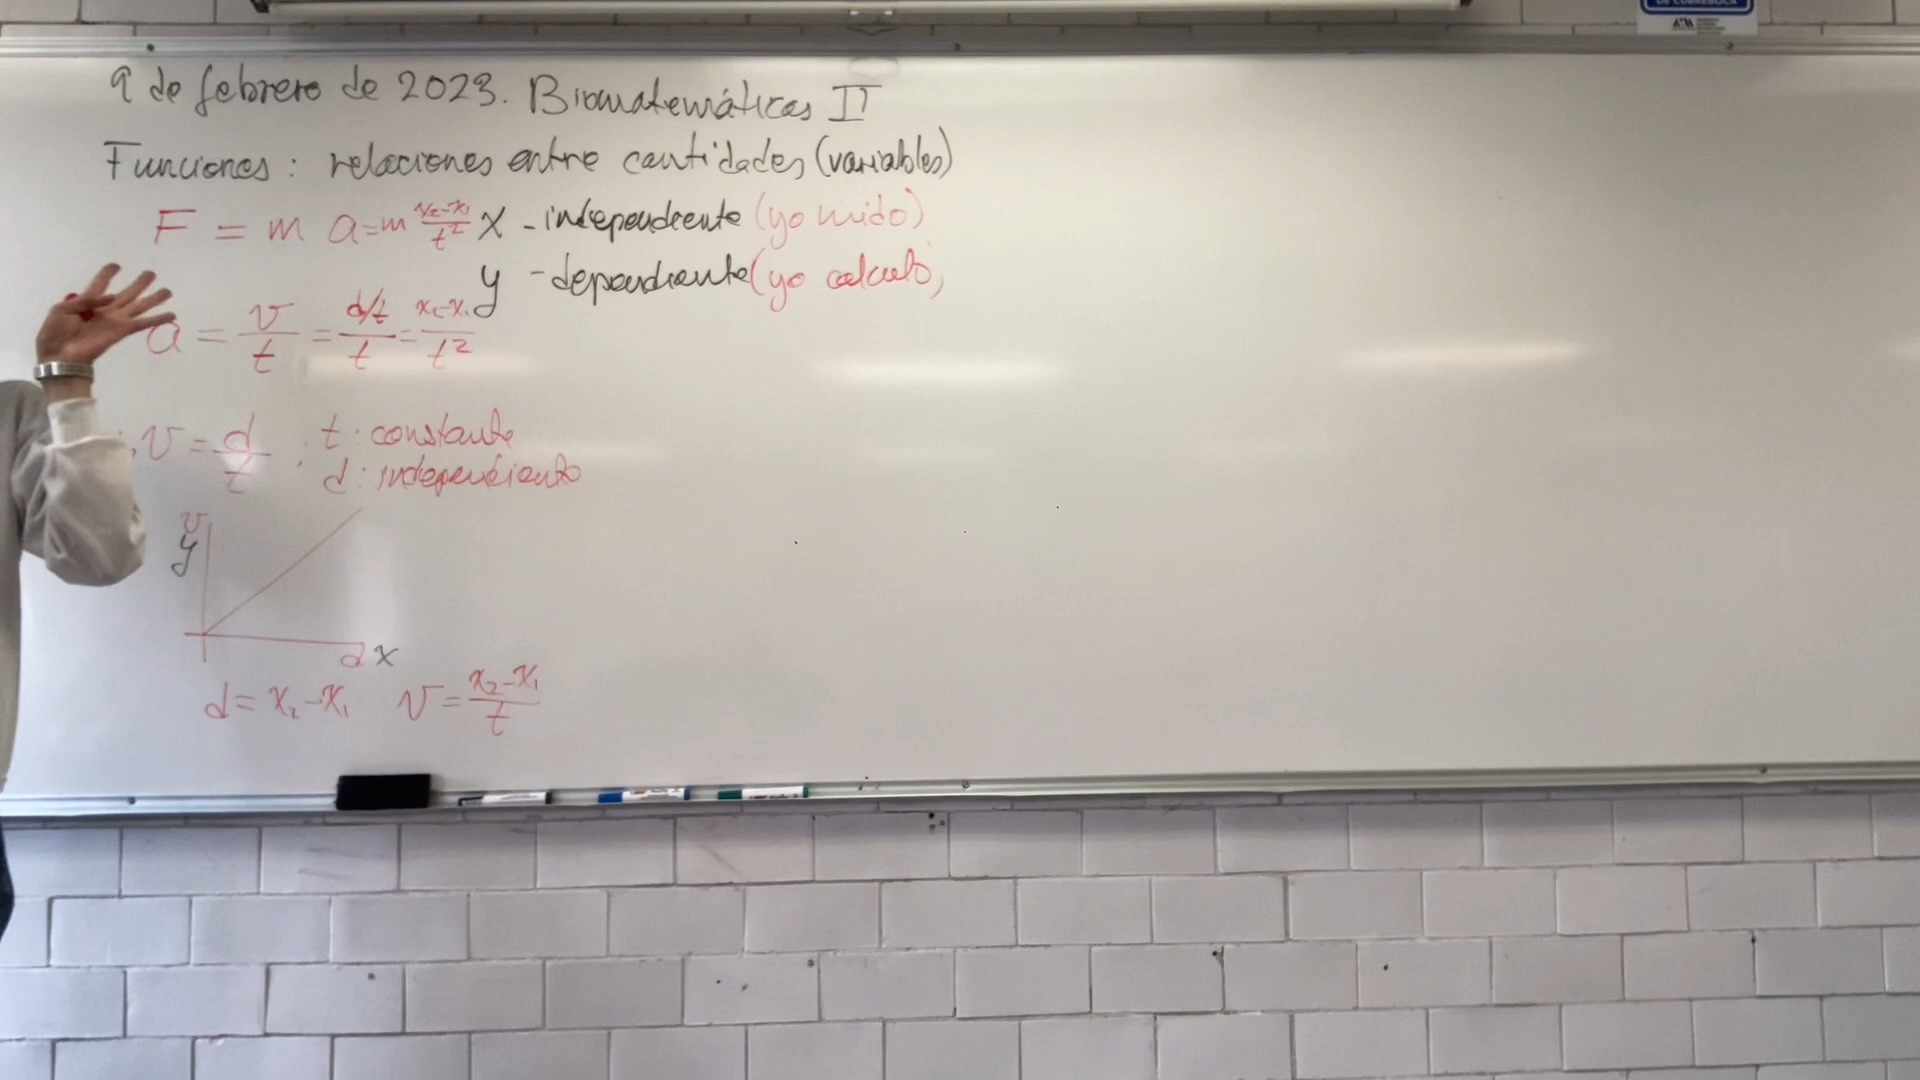 9 de febrero de 2023. Biomatemáticas II
Funciones: relaciones entre cantidades (variables)
F = m a = m (x₂-x₁)/t²
x - independiente (yo mido)
y - dependiente (yo calculo)
a = v/t = (d/t)/t = (x₂-x₁)/t²
v = d/t ; t: constante
d: independiente
v
y
d x
d = x₂-x₁ v = (x₂-x₁)/t